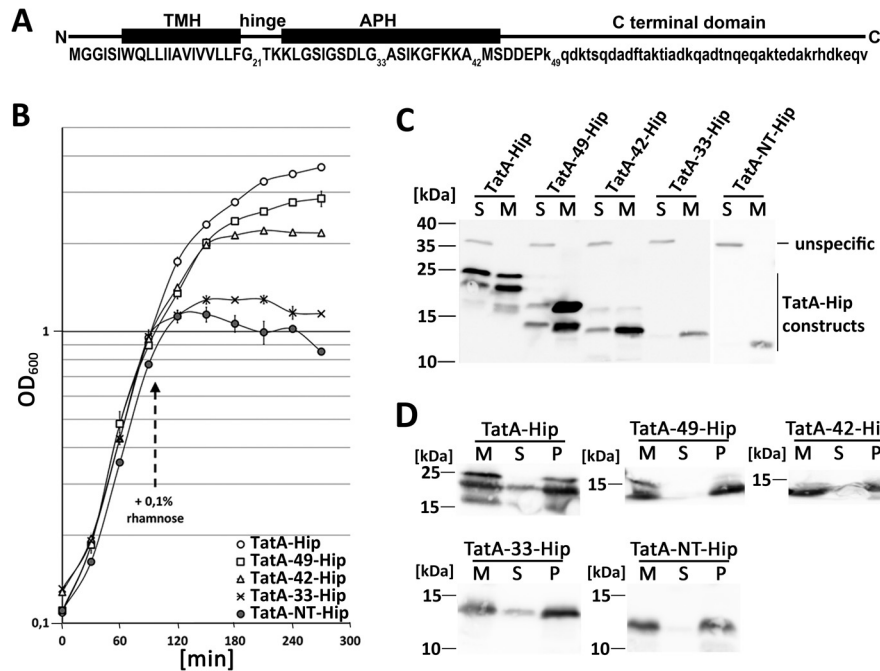 A
TMH hinge APH C terminal domain
N C
MGGISIWQLLIIAVIVVLLFG21TKKLGSIGSDLG33ASIKGFKKA42MSDDEPk49qdktsqdadftaktiadkqadtnqeqaktedakrhdkeqv
B
OD600
1
0,1
+ 0,1%
rhamnose
TatA-Hip
TatA-49-Hip
TatA-42-Hip
TatA-33-Hip
TatA-NT-Hip
0 60 120 180 240 300
[min]
C
TatA-Hip TatA-49-Hip TatA-42-Hip TatA-33-Hip TatA-NT-Hip
[kDa] S M S M S M S M S M
40
35
25
15
10
unspecific
TatA-Hip
constructs
D
TatA-Hip TatA-49-Hip TatA-42-Hi
[kDa] M S P [kDa] M S P [kDa] M S P
25
15
15
15
TatA-33-Hip TatA-NT-Hip
[kDa] M S P [kDa] M S P
15
10
15
10